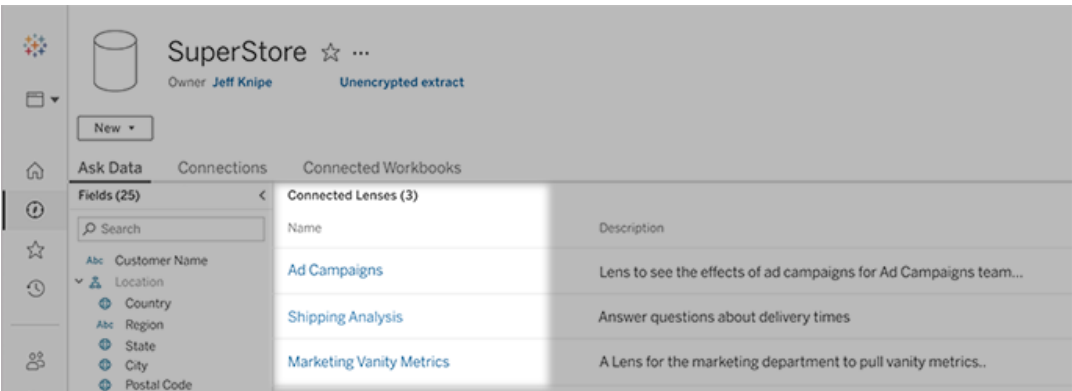 SuperStore ☆ ...
Owner Jeff Knipe Unencrypted extract
New
Ask Data Connections Connected Workbooks
Fields (25)
Search
Abc Customer Name
Location
Country
Abc Region
State
City
Postal Code
Connected Lenses (3)
Name Description
Ad Campaigns Lens to see the effects of ad campaigns for Ad Campaigns team...
Shipping Analysis Answer questions about delivery times
Marketing Vanity Metrics A Lens for the marketing department to pull vanity metrics..